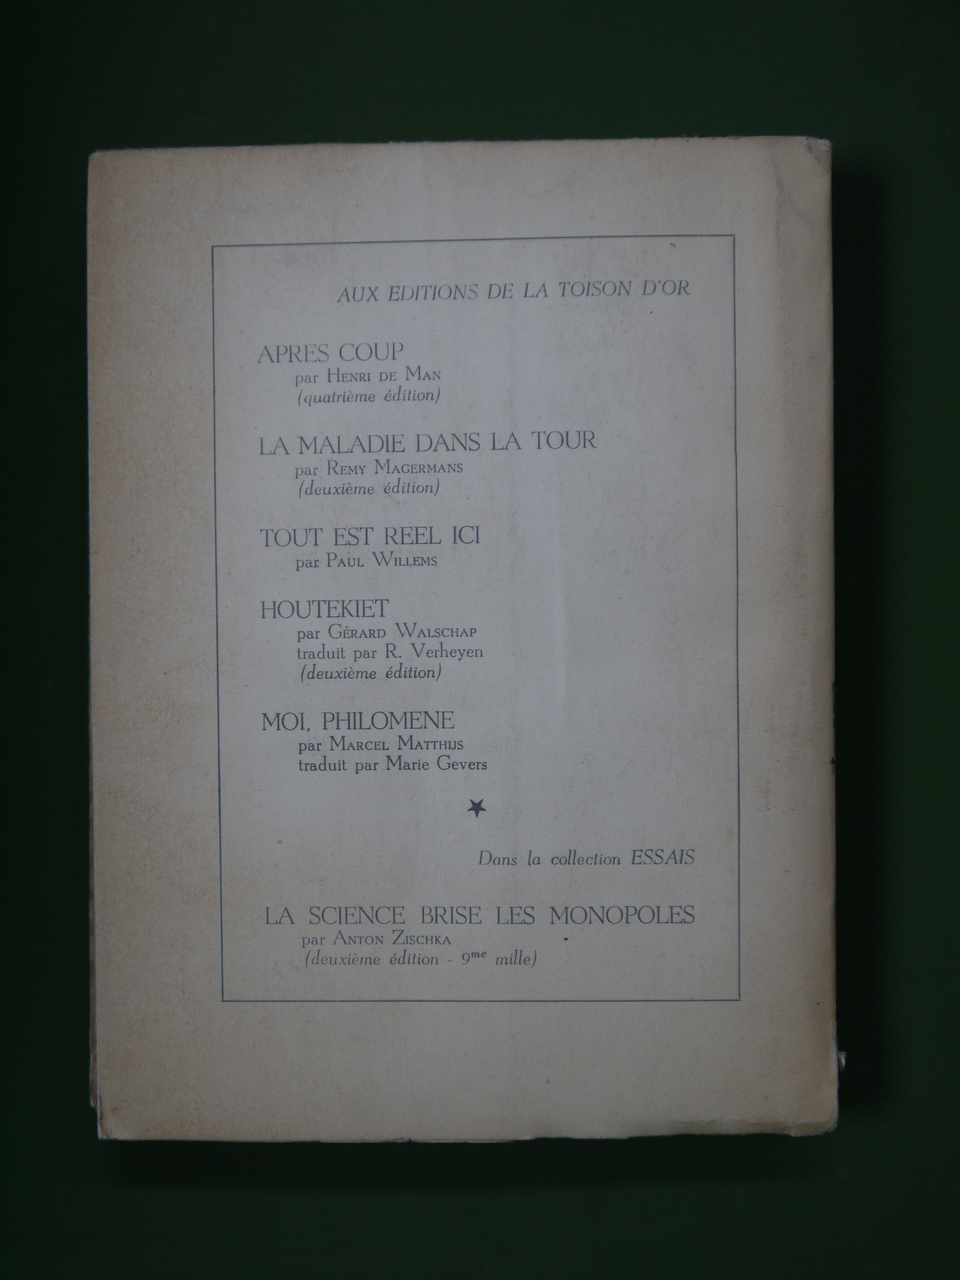 AUX EDITIONS DE LA TOISON D'OR
APRES COUP
par HENRI DE MAN
(quatrième édition)
LA MALADIE DANS LA TOUR
par REMY MAGERMANS
(deuxième édition)
TOUT EST REEL ICI
par PAUL WILLEMS
HOUTEKIET
par GÉRARD WALSCHAP
traduit par R. Verheyen
(deuxième édition)
MOI, PHILOMENE
par MARCEL MATTHIJS
traduit par Marie Gevers
Dans la collection ESSAIS
LA SCIENCE BRISE LES MONOPOLES
par ANTON ZISCHKA
(deuxième édition - 9me mille)